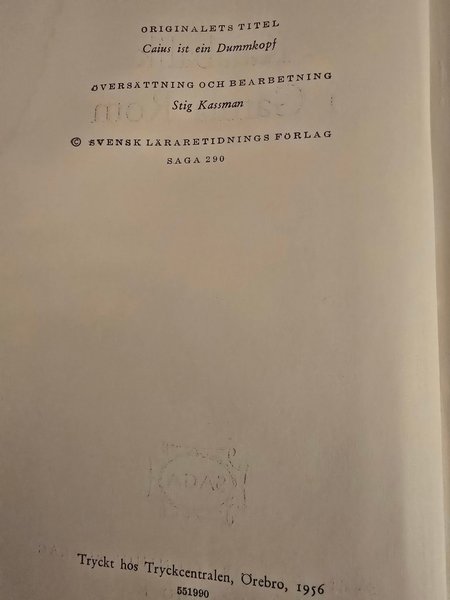 ORIGINALETS TITEL
Caius ist ein Dummkopf
ÖVERSÄTTNING OCH BEARBETNING
Stig Kassman
© SVENSK LÄRARETIDNINGS FÖRLAG
SAGA 290
SAGA
Tryckt hos Tryckcentralen, Örebro, 1956
551990